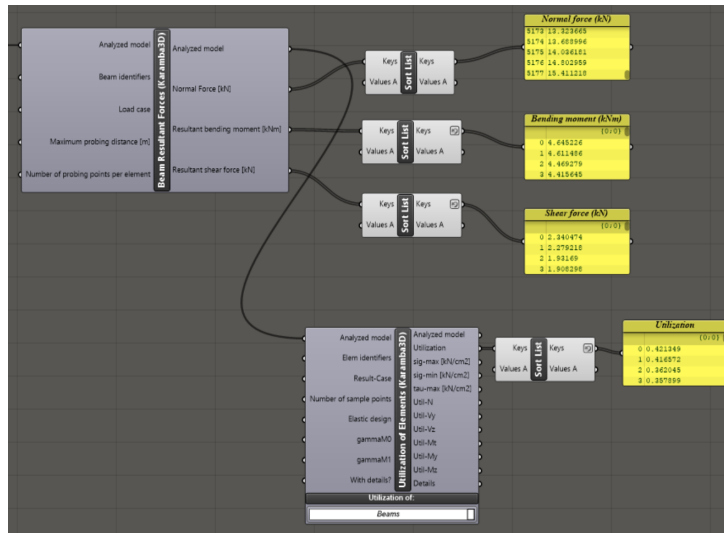 Beam Resultant Forces (Karamba3D)
Analyzed model
Beam identifiers
Load case
Maximum probing distance [m]
Number of probing points per element
Analyzed model
Normal Force [kN]
Resultant bending moment [kNm]
Resultant shear force [kN]
Sort List
Keys
Values A
Keys
Values A
Sort List
Keys
Values A
Keys
Values A
Sort List
Keys
Values A
Keys
Values A
Normal force (kN)
5173 13.323665
5174 13.688996
5175 14.036181
5176 14.802959
5177 15.411218
Bending moment (kNm)
{0;0}
0 4.645226
1 4.611486
2 4.469279
3 4.415645
Shear force (kN)
{0;0}
0 2.340474
1 2.279218
2 1.93169
3 1.908298
Utilization of Elements (Karamba3D)
Analyzed model
Elem identifiers
Result-Case
Number of sample points
Elastic design
gammaM0
gammaM1
With details?
Analyzed model
Utilization
sig-max [kN/cm2]
sig-min [kN/cm2]
tau-max [kN/cm2]
Util-N
Util-Vy
Util-Vz
Util-Mt
Util-My
Util-Mz
Details
Utilization of:
Beams
Sort List
Keys
Values A
Keys
Values A
Utilization
{0;0}
0 0.421349
1 0.416572
2 0.362045
3 0.357899